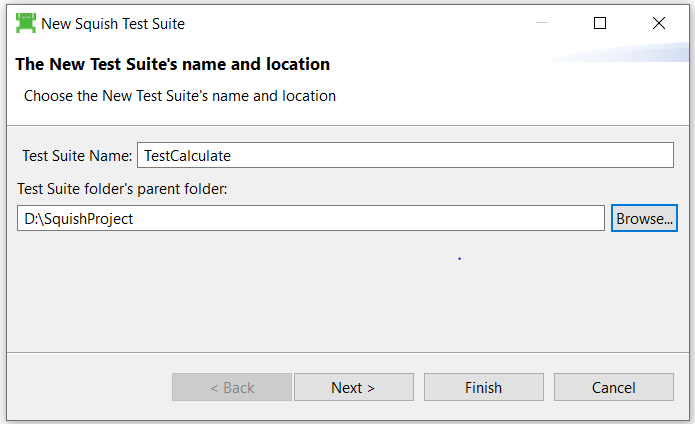 New Squish Test Suite
The New Test Suite's name and location
Choose the New Test Suite's name and location
Test Suite Name: TestCalculate
Test Suite folder's parent folder:
D:\SquishProject Browse...
< Back Next > Finish Cancel